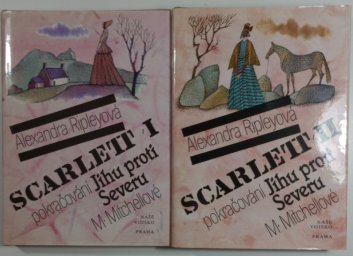 Alexandra Ripleyová
SCARLETT I
pokračování Jihu proti
Severu
M. Mitchellové
NAŠE
VOJSKO
PRAHA
Alexandra Ripleyová
SCARLETT II
pokračování Jihu proti
Severu
M. Mitchellové
NAŠE
VOJSKO
PRAHA